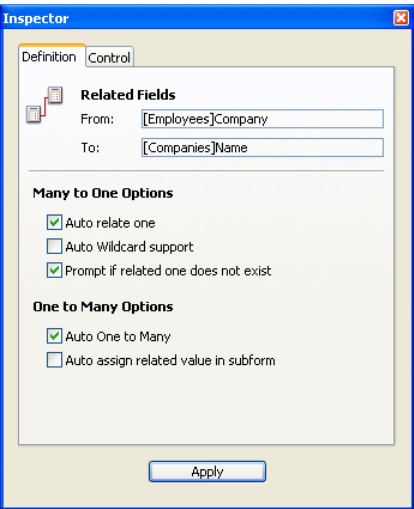 Inspector
Definition Control
Related Fields
From: [Employees]Company
To: [Companies]Name
Many to One Options
Auto relate one
Auto Wildcard support
Prompt if related one does not exist
One to Many Options
Auto One to Many
Auto assign related value in subform
Apply